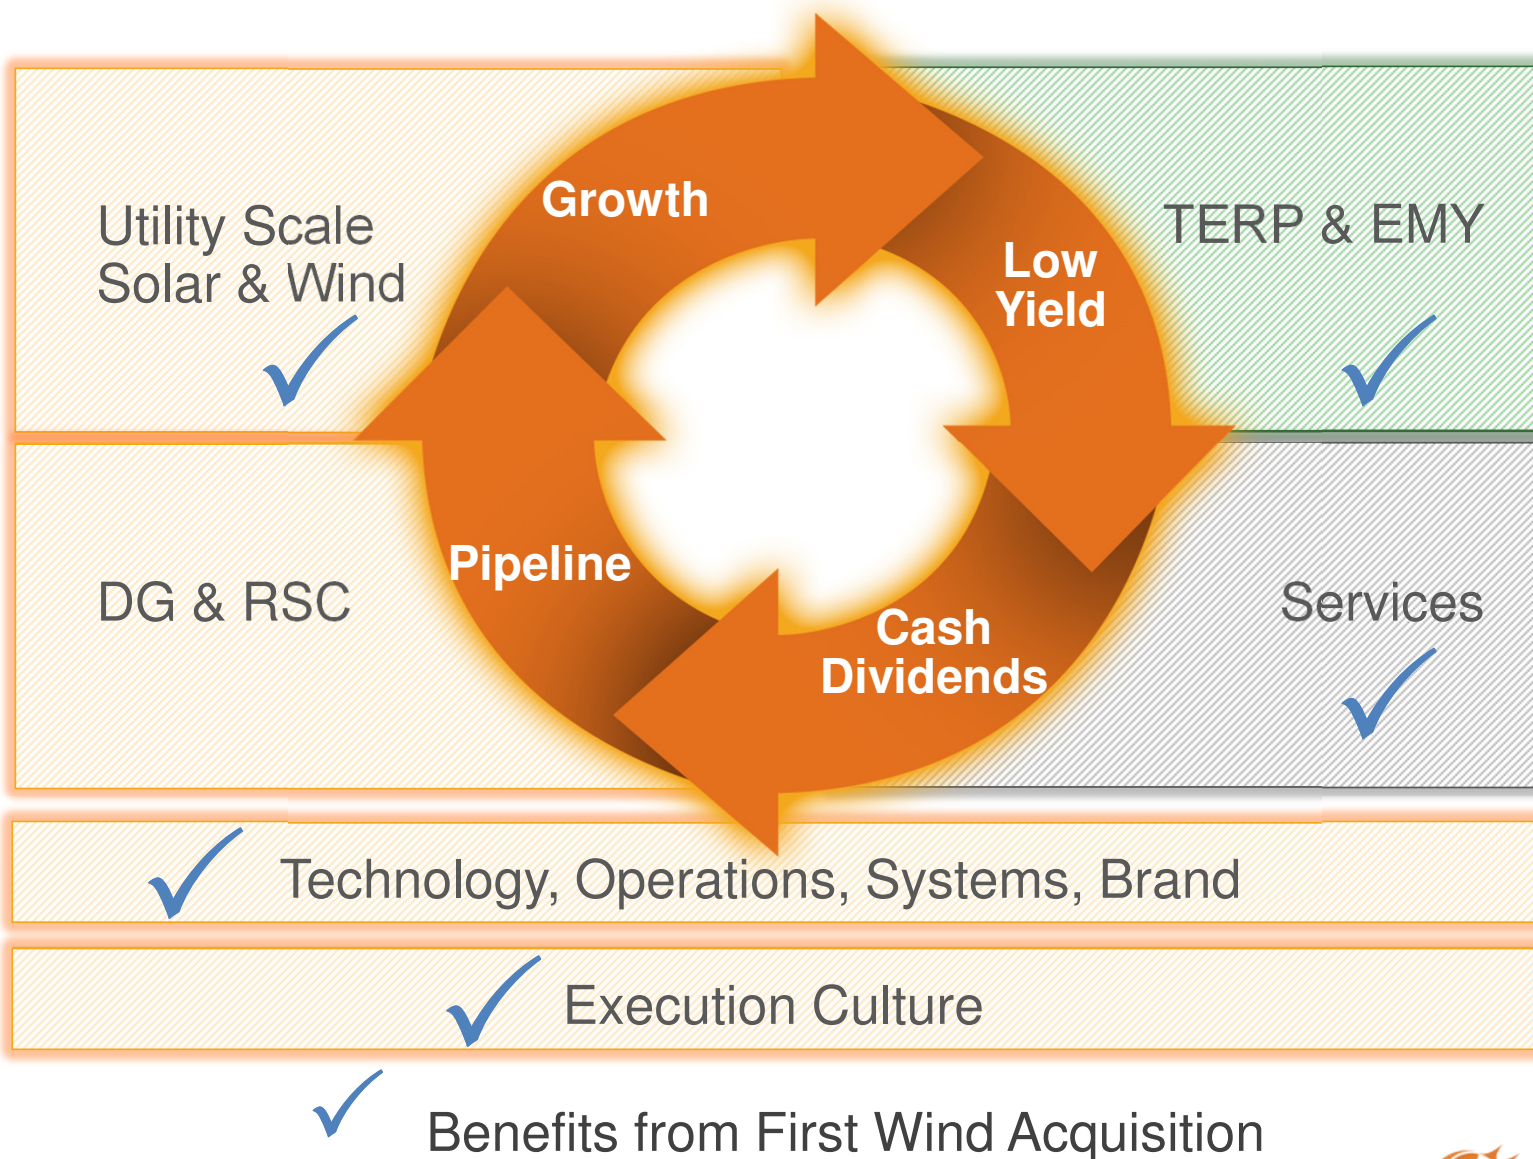 Growth
Utility Scale
Solar & Wind
TERP & EMY
Low
Yield
Pipeline
DG & RSC
Services
Cash
Dividends
Technology, Operations, Systems, Brand
Execution Culture
Benefits from First Wind Acquisition